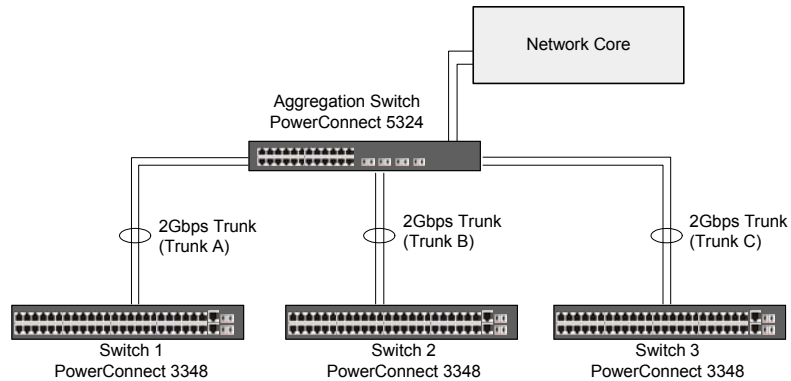 Network Core
Aggregation Switch
PowerConnect 5324
2Gbps Trunk
(Trunk A)
2Gbps Trunk
(Trunk B)
2Gbps Trunk
(Trunk C)
Switch 1
PowerConnect 3348
Switch 2
PowerConnect 3348
Switch 3
PowerConnect 3348